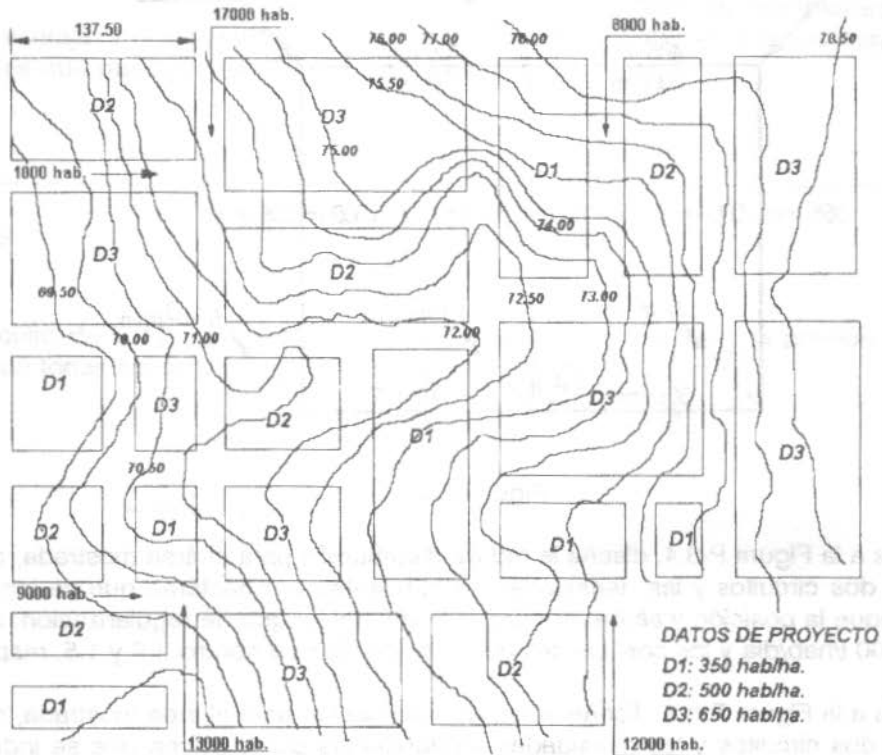 17000 hab.
8000 hab.
137.50
76.00
77.00
78.00
78.50
75.50
D2
D3
75.00
1000 hab.
D1
D2
D3
74.00
D3
D2
69.50
72.50
73.00
70.00
71.00
72.00
D1
D3
D2
D1
D3
D3
70.50
D2
D1
D3
D1
D1
9000 hab.
D2
D3
D2
D1
13000 hab.
12000 hab.
DATOS DE PROYECTO
D1: 350 hab/ha.
D2: 500 hab/ha.
D3: 650 hab/ha.